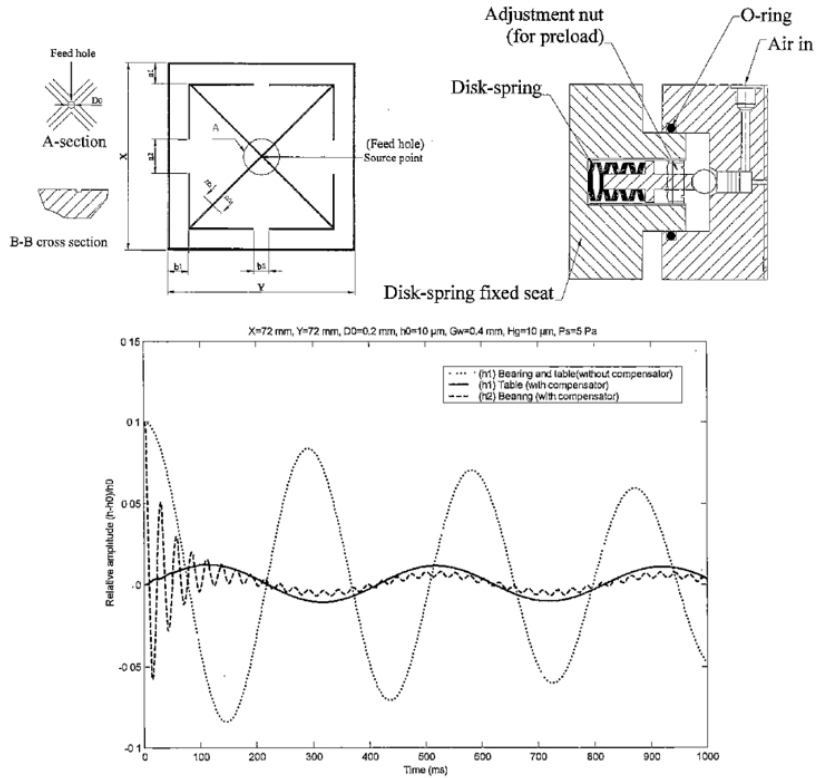 Feed hole
D0
A-section
B-B cross section
X
a1
a2
A
(Feed hole)
Source point
b1
b2
Y
Adjustment nut
(for preload)
O-ring
Air in
Disk-spring
Disk-spring fixed seat
X=72 mm, Y=72 mm, D0=0.2 mm, h0=10 µm, Gw=0.4 mm, Hg=10 µm, Ps=5 Pa
(h1) Bearing and table(without compensator)
(h1) Table (with compensator)
(h2) Bearing (with compensator)
Relative amplitude (h-h0)/h0
0 15
0 1
0 05
0
-0 05
-0 1
0
100
200
300
400
500
600
700
800
900
1000
Time (ms)